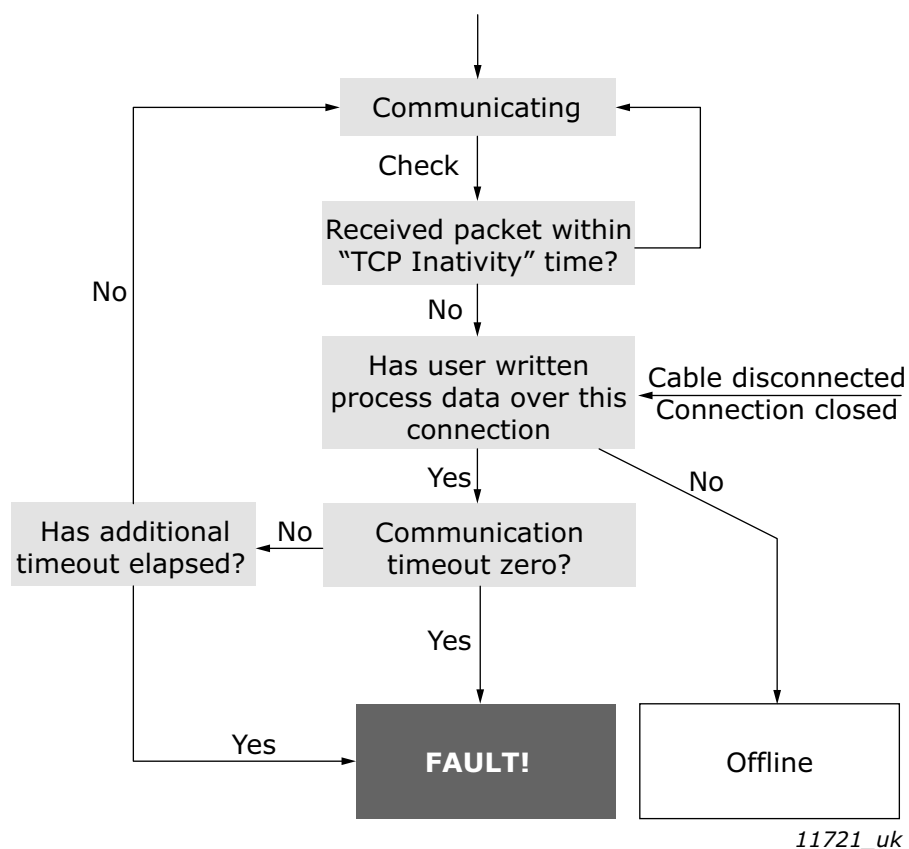 Communicating
Check
Received packet within
“TCP Inativity” time?
No
No
Has user written
process data over this
connection
Cable disconnected
Connection closed
Yes
No
Has additional
timeout elapsed?
No
Communication
timeout zero?
Yes
Yes
FAULT!
Offline
11721_uk